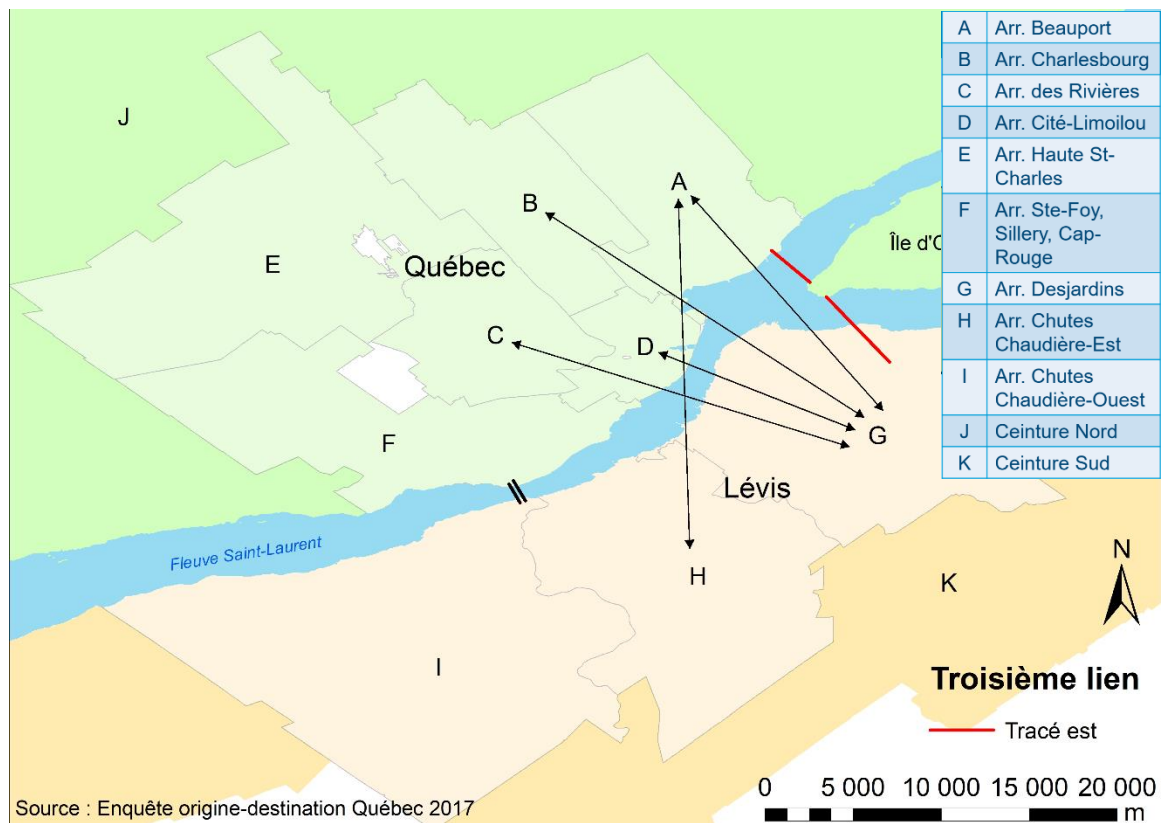 A Arr. Beauport
B Arr. Charlesbourg
C Arr. des Rivières
D Arr. Cité-Limoilou
E Arr. Haute St-
Charles
F Arr. Ste-Foy,
Sillery, Cap-
Rouge
G Arr. Desjardins
H Arr. Chutes
Chaudière-Est
I Arr. Chutes
Chaudière-Ouest
J Ceinture Nord
K Ceinture Sud
J
A
B
Île d'O
E
Québec
C
D
F
G
Lévis
Fleuve Saint-Laurent
N
H
K
I
Troisième lien
Tracé est
0 5 000 10 000 15 000 20 000
m
Source : Enquête origine-destination Québec 2017